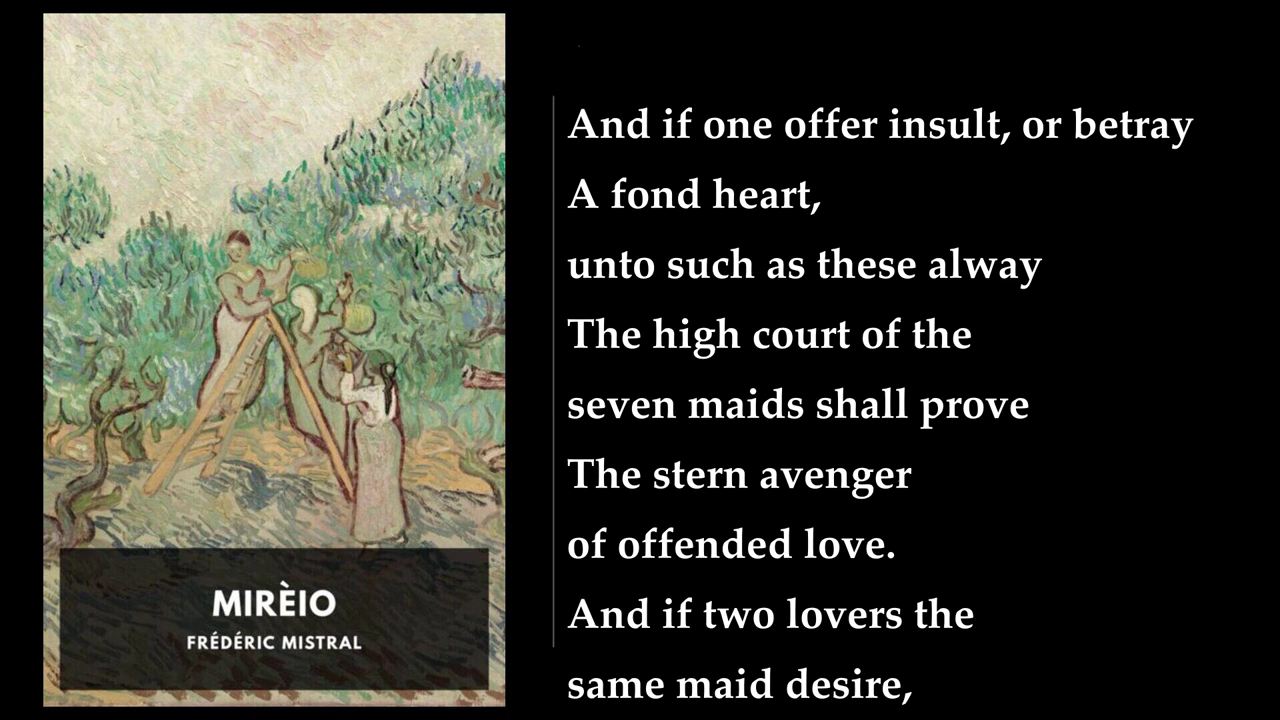 MIRÈIO
FRÉDÉRIC MISTRAL
And if one offer insult, or betray
A fond heart,
unto such as these alway
The high court of the
seven maids shall prove
The stern avenger
of offended love.
And if two lovers the
same maid desire,